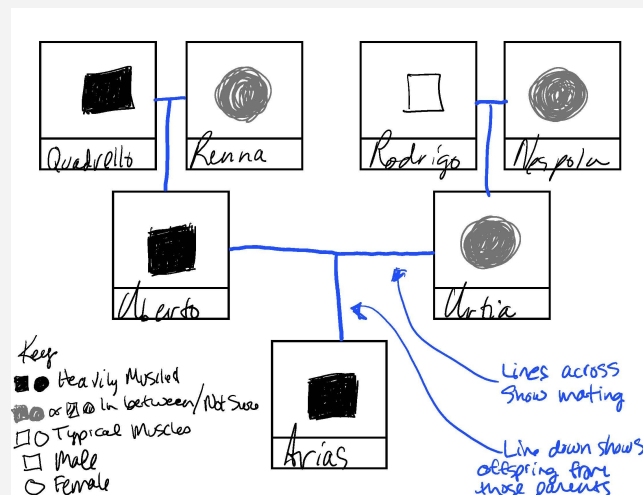 Quadrello
Renna
Rodrigo
Nespola
Uberto
Urtia
Arias
Key
Heavily Muscled
or In between/Not Sure
Typical Muscles
Male
Female
Lines across
show mating
Line down shows
offspring from
those parents